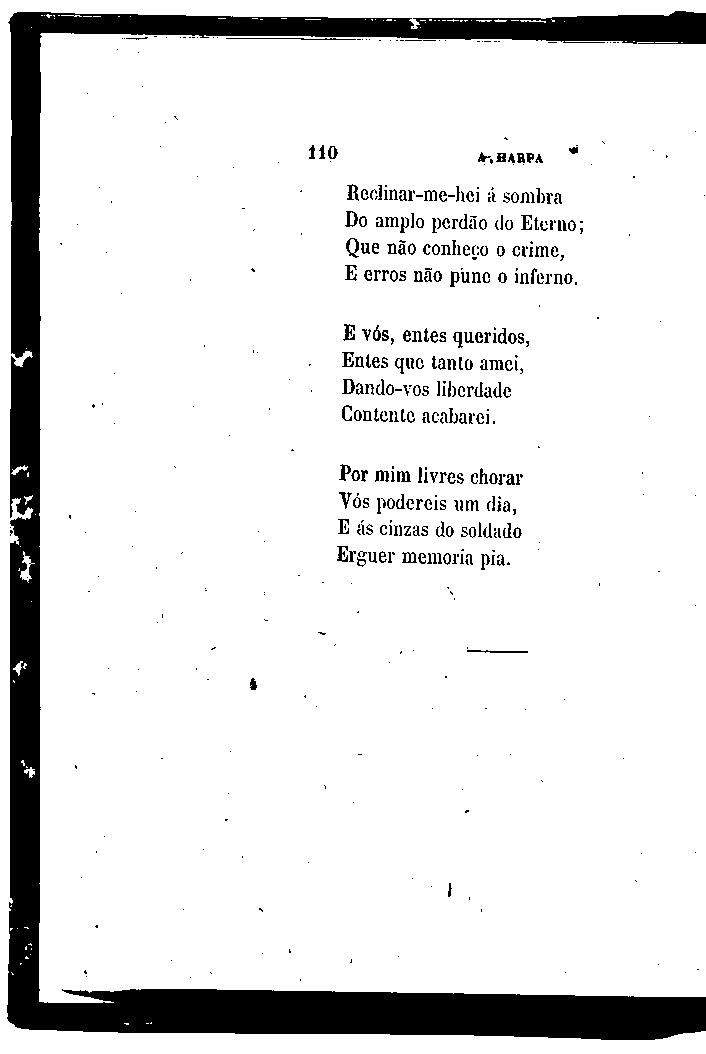 110 A HARPA
Reclinar-me-hei á sombra
Do amplo perdão do Eterno;
Que não conheço o crime,
E erros não pune o inferno.
E vós, entes queridos,
Entes que tanto amei,
Dando-vos liberdade
Contente acabarei.
Por mim livres chorar
Vós podereis um dia,
E ás cinzas do soldado
Erguer memoria pia.